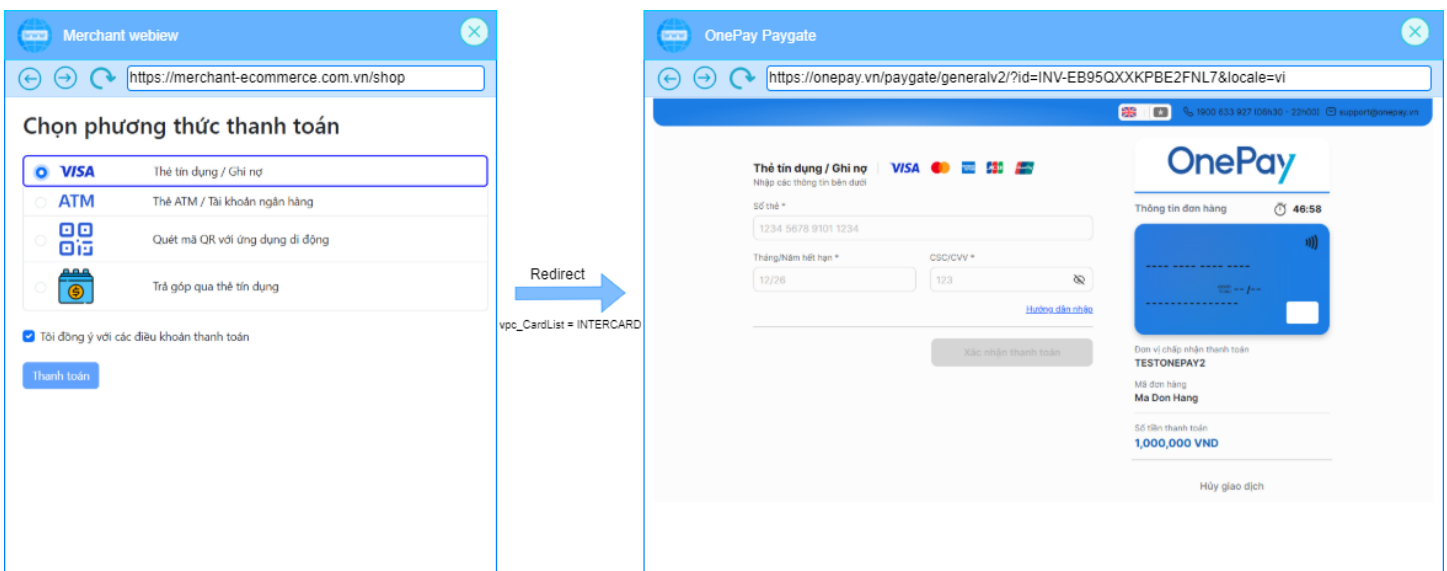 Merchant webiew
https://merchant-ecommerce.com.vn/shop
Chọn phương thức thanh toán
VISA Thẻ tín dụng / Ghi nợ
ATM Thẻ ATM / Tài khoản ngân hàng
Quét mã QR với ứng dụng di động
Trả góp qua thẻ tín dụng
Tôi đồng ý với các điều khoản thanh toán
Thanh toán
Redirect
vpc_CardList = INTERCARD
OnePay Paygate
https://onepay.vn/paygate/generalv2/?id=INV-EB95QXXKPBE2FNL7&locale=vi
1900 633 927 (06h30 - 22h00) support@onepay.vn
Thẻ tín dụng / Ghi nợ VISA
Nhập các thông tin bên dưới
Số thẻ *
1234 5678 9101 1234
Tháng/Năm hết hạn * CSC/CVV *
12/26 123
Hướng dẫn nhập
Xác nhận thanh toán
OnePay
Thông tin đơn hàng 46:58
---- ---- ---- ----
-- /--
---------------
Đơn vị chấp nhận thanh toán
TESTONEPAY2
Mã đơn hàng
Ma Don Hang
Số tiền thanh toán
1,000,000 VND
Hủy giao dịch